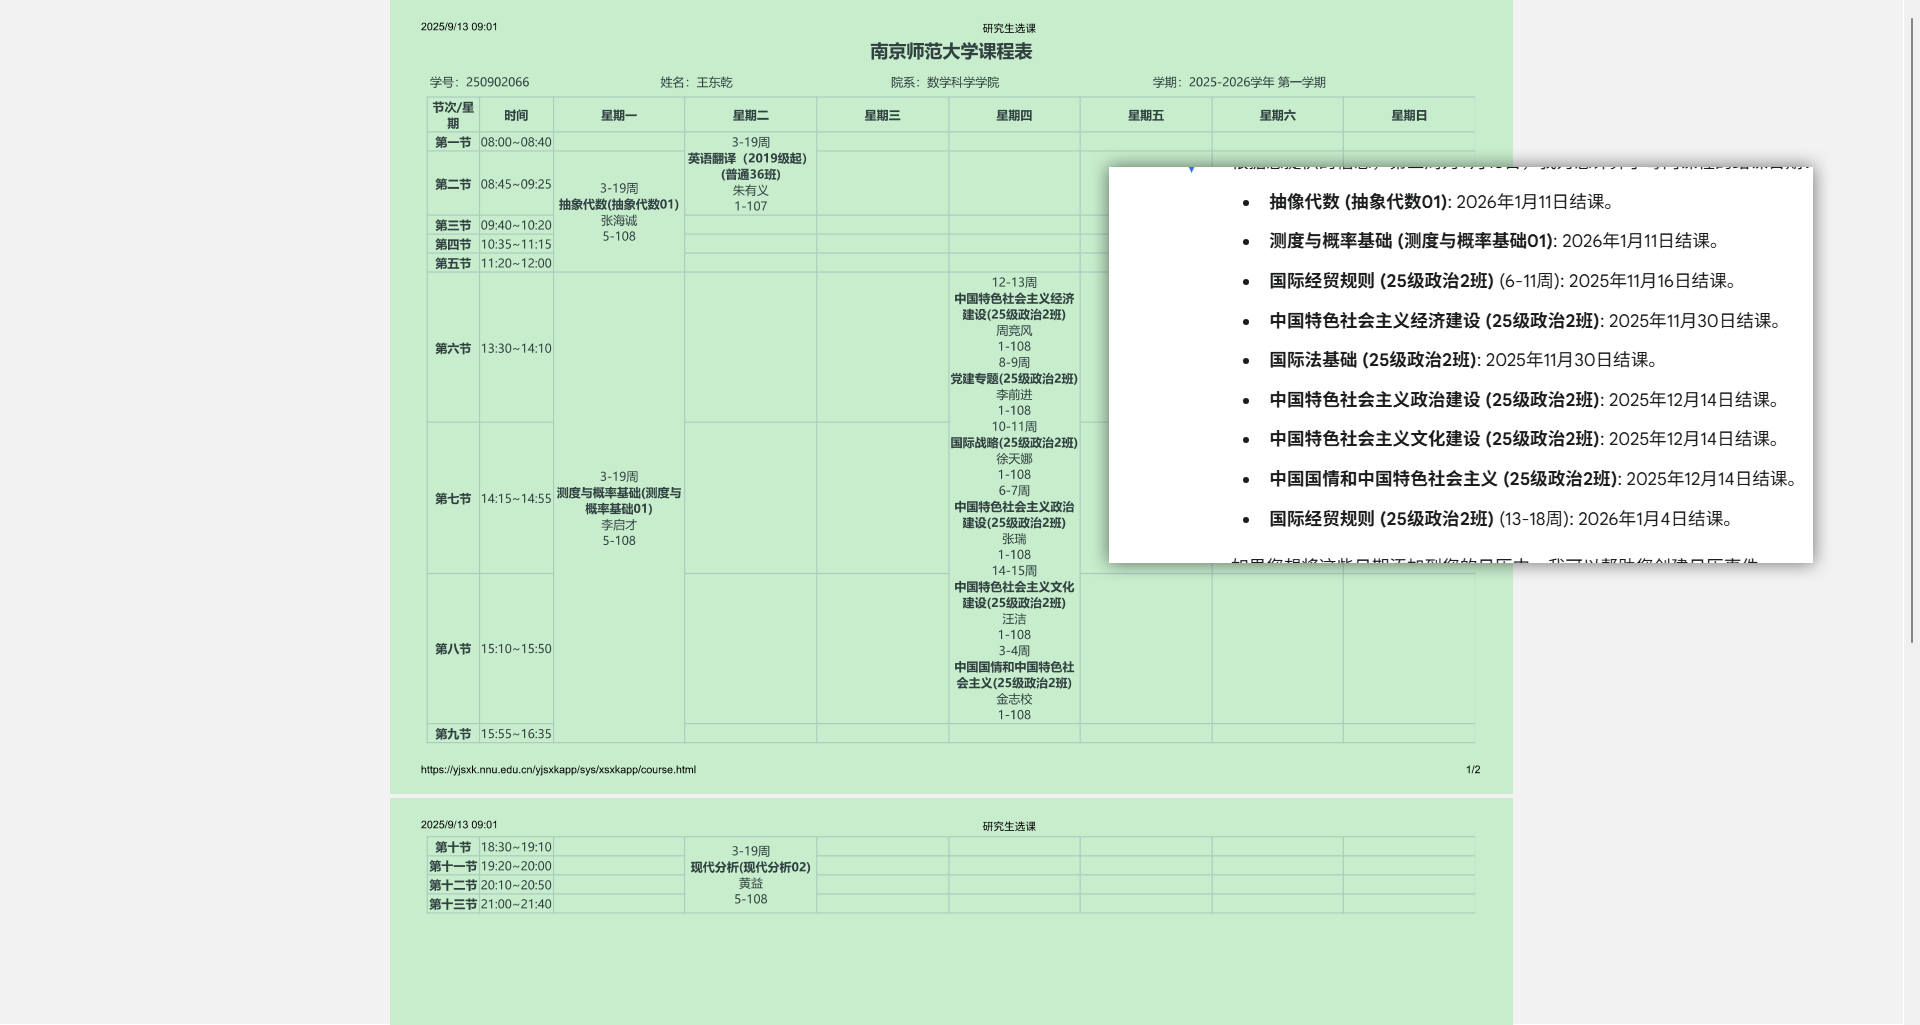 2025/9/13 09:01
研究生选课
南京师范大学课程表
学号：250902066
姓名：王东乾
院系：数学科学学院
学期：2025-2026学年 第一学期
节次/星
期
时间
星期一
星期二
星期三
星期四
星期五
星期六
星期日
第一节
08:00~08:40
第二节
08:45~09:25
第三节
09:40~10:20
第四节
10:35~11:15
第五节
11:20~12:00
3-19周
抽象代数(抽象代数01)
张海诚
5-108
3-19周
英语翻译（2019级起）
(普通36班)
朱有义
1-107
第六节
13:30~14:10
第七节
14:15~14:55
第八节
15:10~15:50
第九节
15:55~16:35
3-19周
测度与概率基础(测度与
概率基础01)
李启才
5-108
12-13周
中国特色社会主义经济
建设(25级政治2班)
周竞风
1-108
8-9周
党建专题(25级政治2班)
李前进
1-108
10-11周
国际战略(25级政治2班)
徐天娜
1-108
6-7周
中国特色社会主义政治
建设(25级政治2班)
张瑞
1-108
14-15周
中国特色社会主义文化
建设(25级政治2班)
汪洁
1-108
3-4周
中国国情和中国特色社
会主义(25级政治2班)
金志校
1-108
抽像代数 (抽象代数01): 2026年1月11日结课。
测度与概率基础 (测度与概率基础01): 2026年1月11日结课。
国际经贸规则 (25级政治2班) (6-11周): 2025年11月16日结课。
中国特色社会主义经济建设 (25级政治2班): 2025年11月30日结课。
国际法基础 (25级政治2班): 2025年11月30日结课。
中国特色社会主义政治建设 (25级政治2班): 2025年12月14日结课。
中国特色社会主义文化建设 (25级政治2班): 2025年12月14日结课。
中国国情和中国特色社会主义 (25级政治2班): 2025年12月14日结课。
国际经贸规则 (25级政治2班) (13-18周): 2026年1月4日结课。
https://yjsxk.nnu.edu.cn/yjsxkapp/sys/xsxkapp/course.html
1/2
2025/9/13 09:01
研究生选课
第十节
18:30~19:10
第十一节
19:20~20:00
第十二节
20:10~20:50
第十三节
21:00~21:40
3-19周
现代分析(现代分析02)
黄益
5-108